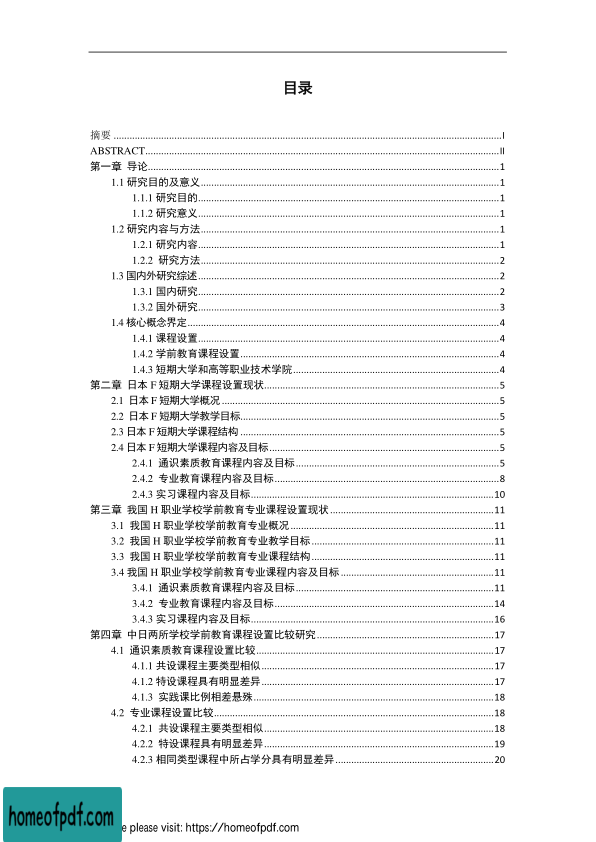 目录
摘要 ........ I
ABSTRACT ........ II
第一章 导论 ........ 1
1.1 研究目的及意义 ........ 1
1.1.1 研究目的 ........ 1
1.1.2 研究意义 ........ 1
1.2 研究内容与方法 ........ 1
1.2.1 研究内容 ........ 1
1.2.2 研究方法 ........ 2
1.3 国内外研究综述 ........ 2
1.3.1 国内研究 ........ 2
1.3.2 国外研究 ........ 3
1.4 核心概念界定 ........ 4
1.4.1 课程设置 ........ 4
1.4.2 学前教育课程设置 ........ 4
1.4.3 短期大学和高等职业技术学院 ........ 4
第二章 日本 F 短期大学课程设置现状 ........ 5
2.1 日本 F 短期大学概况 ........ 5
2.2 日本 F 短期大学教学目标 ........ 5
2.3 日本 F 短期大学课程结构 ........ 5
2.4 日本 F 短期大学课程内容及目标 ........ 5
2.4.1 通识素质教育课程内容及目标 ........ 5
2.4.2 专业教育课程内容及目标 ........ 8
2.4.3 实习课程内容及目标 ........ 10
第三章 我国 H 职业学校学前教育专业课程设置现状 ........ 11
3.1 我国 H 职业学校学前教育专业概况 ........ 11
3.2 我国 H 职业学校学前教育专业教学目标 ........ 11
3.3 我国 H 职业学校学前教育专业课程结构 ........ 11
3.4 我国 H 职业学校学前教育专业课程内容及目标 ........ 11
3.4.1 通识素质教育课程内容及目标 ........ 11
3.4.2 专业教育课程内容及目标 ........ 14
3.4.3 实习课程内容及目标 ........ 16
第四章 中日两所学校学前教育课程设置比较研究 ........ 17
4.1 通识素质教育课程设置比较 ........ 17
4.1.1 共设课程主要类型相似 ........ 17
4.1.2 特设课程具有明显差异 ........ 17
4.1.3 实践课比例相差悬殊 ........ 18
4.2 专业课程设置比较 ........ 18
4.2.1 共设课程主要类型相似 ........ 18
4.2.2 特设课程具有明显差异 ........ 19
4.2.3 相同类型课程中所占学分具有明显差异 ........ 20
homeofpdf.com
e please visit: https://homeofpdf.com